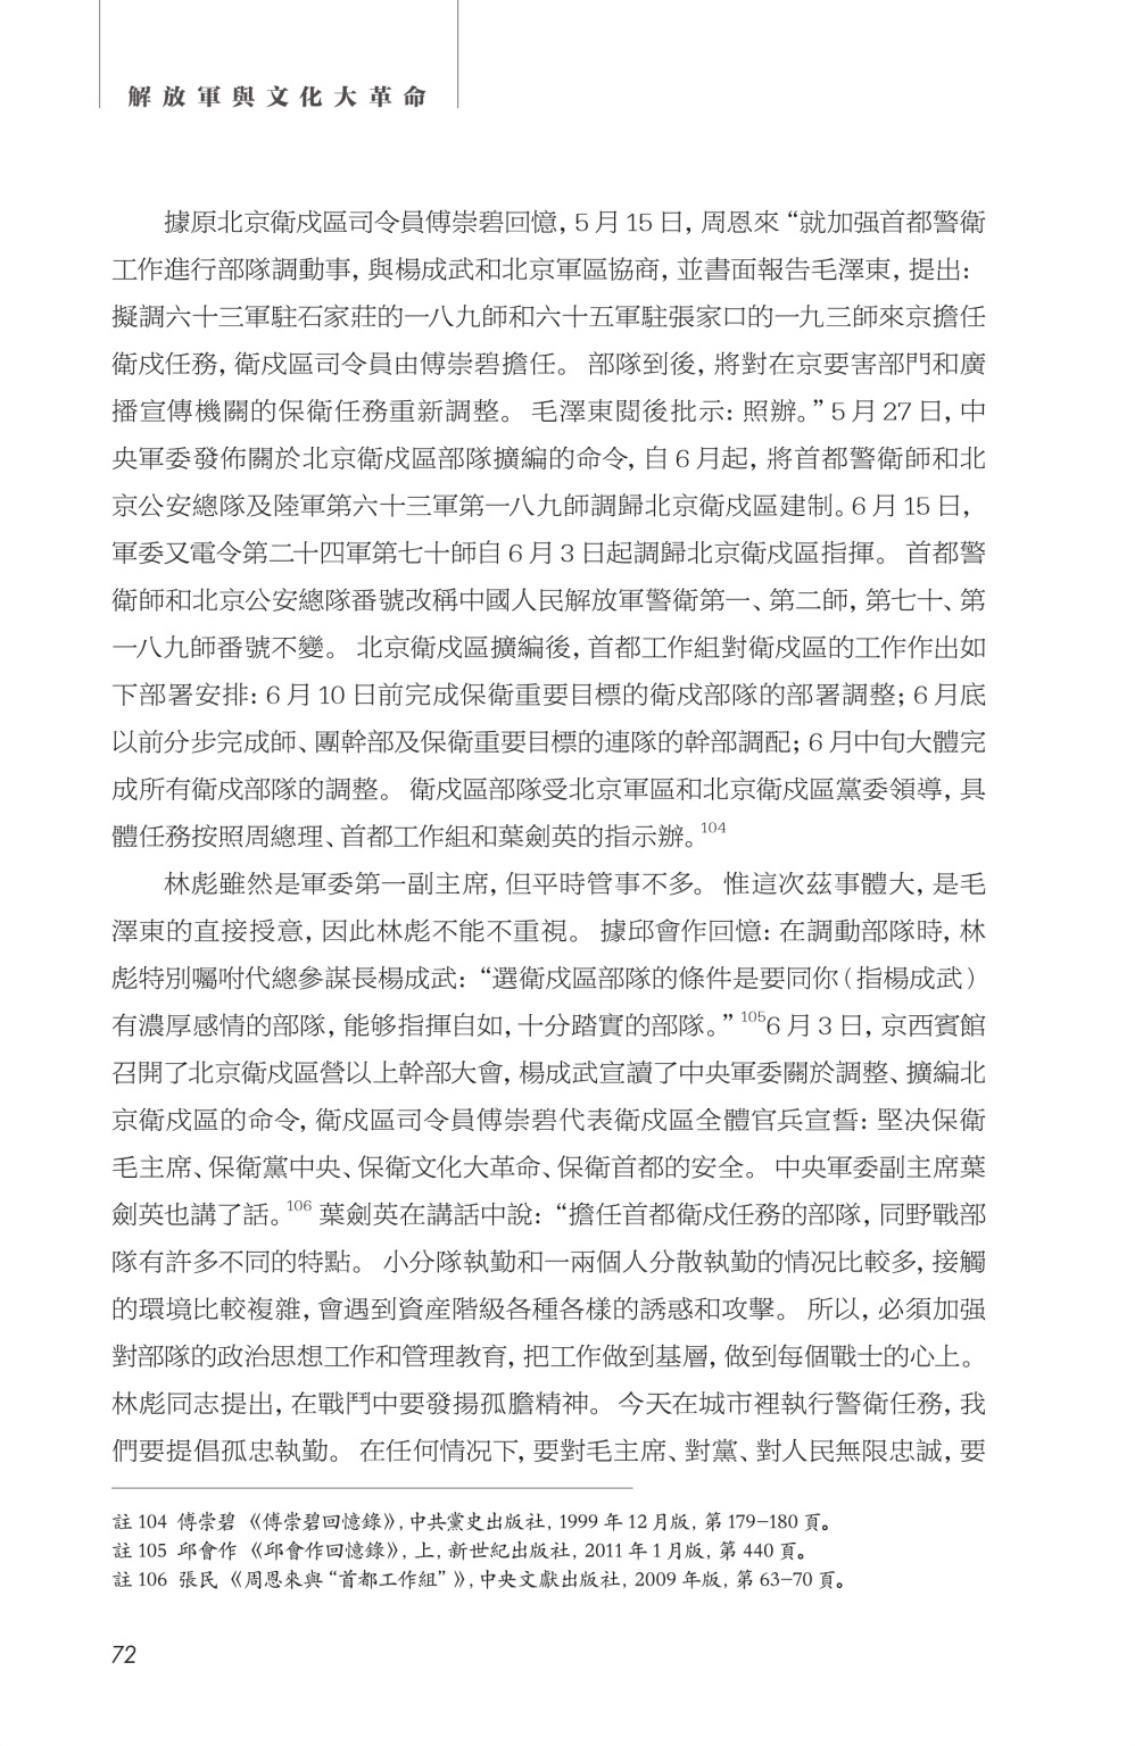 解放軍與文化大革命
據原北京衛戍區司令員傅崇碧回憶，5月15日，周恩來“就加强首都警衛
工作進行部隊調動事，與楊成武和北京軍區協商，並書面報告毛澤東，提出：
擬調六十三軍駐石家莊的一八九師和六十五軍駐張家口的一九三師來京擔任
衛戍任務，衛戍區司令員由傅崇碧擔任。部隊到後，將對在京要害部門和廣
播宣傳機關的保衛任務重新調整。毛澤東閱後批示：照辦。”5月27日，中
央軍委發佈關於北京衛戍區部隊擴編的命令，自6月起，將首都警衛師和北
京公安總隊及陸軍第六十三軍第一八九師調歸北京衛戍區建制。6月15日，
軍委又電令第二十四軍第七十師自6月3日起調歸北京衛戍區指揮。首都警
衛師和北京公安總隊番號改稱中國人民解放軍警衛第一、第二師，第七十、第
一八九師番號不變。北京衛戍區擴編後，首都工作組對衛戍區的工作作出如
下部署安排：6月10日前完成保衛重要目標的衛戍部隊的部署調整；6月底
以前分步完成師、團幹部及保衛重要目標的連隊的幹部調配；6月中旬大體完
成所有衛戍部隊的調整。衛戍區部隊受北京軍區和北京衛戍區黨委領導，具
體任務按照周總理、首都工作組和葉劍英的指示辦。104
林彪雖然是軍委第一副主席，但平時管事不多。惟這次茲事體大，是毛
澤東的直接授意，因此林彪不能不重視。據邱會作回憶：在調動部隊時，林
彪特別囑咐代總參謀長楊成武：“選衛戍區部隊的條件是要同你（指楊成武）
有濃厚感情的部隊，能够指揮自如，十分踏實的部隊。”1056月3日，京西賓館
召開了北京衛戍區營以上幹部大會，楊成武宣讀了中央軍委關於調整、擴編北
京衛戍區的命令，衛戍區司令員傅崇碧代表衛戍區全體官兵宣誓：堅决保衛
毛主席、保衛黨中央、保衛文化大革命、保衛首都的安全。中央軍委副主席葉
劍英也講了話。106 葉劍英在講話中說：“擔任首都衛戍任務的部隊，同野戰部
隊有許多不同的特點。小分隊執勤和一兩個人分散執勤的情况比較多，接觸
的環境比較複雜，會遇到資産階級各種各樣的誘惑和攻擊。所以，必須加强
對部隊的政治思想工作和管理教育，把工作做到基層，做到每個戰士的心上。
林彪同志提出，在戰鬥中要發揚孤膽精神。今天在城市裡執行警衛任務，我
們要提倡孤忠執勤。在任何情况下，要對毛主席、對黨、對人民無限忠誠，要
註104 傅崇碧《傅崇碧回憶錄》，中共黨史出版社，1999年12月版，第179–180頁。
註105 邱會作《邱會作回憶錄》，上，新世紀出版社，2011年1月版，第440頁。
註106 張民《周恩來與“首都工作組”》，中央文獻出版社，2009年版，第63–70頁。
72